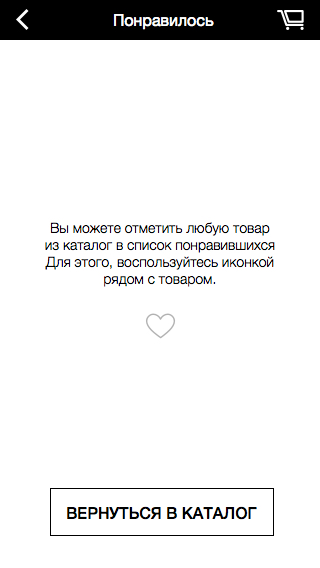 Понравилось
Вы можете отметить любую товар
из каталог в список понравившихся
Для этого, воспользуйтесь иконкой
рядом с товаром.
ВЕРНУТЬСЯ В КАТАЛОГ